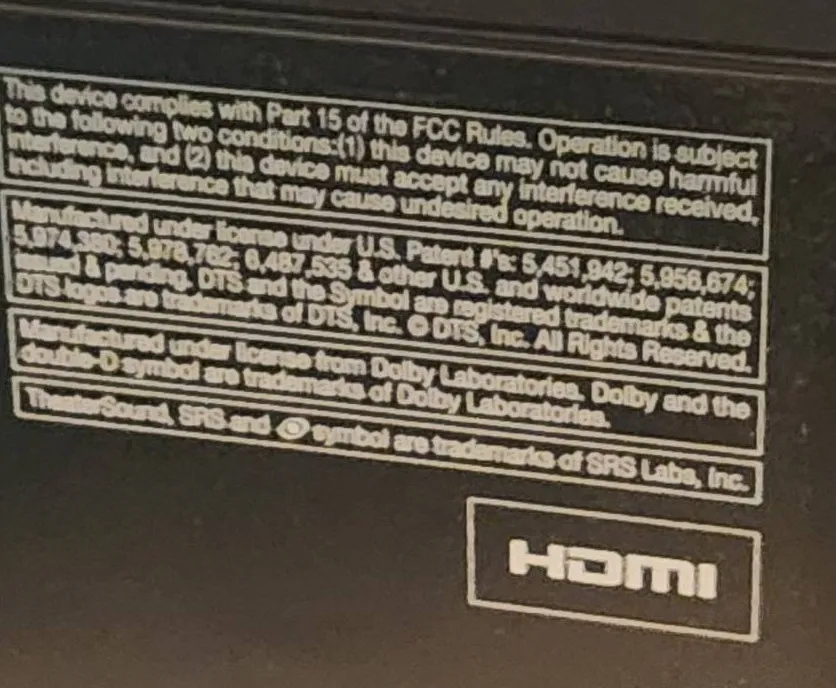 This device complies with Part 15 of the FCC Rules. Operation is subject
to the following two conditions:(1) this device may not cause harmful
interference, and (2) this device must accept any interference received,
including interference that may cause undesired operation.
Manufactured under license under U.S. Patent #'s: 5,451,942; 5,956,674;
5,974,380; 5,978,762; 6,487,535 & other U.S. and worldwide patents
issued & pending. DTS and the Symbol are registered trademarks & the
DTS logos are trademarks of DTS, Inc. © DTS, Inc. All Rights Reserved.
Manufactured under license from Dolby Laboratories. Dolby and the
double-D symbol are trademarks of Dolby Laboratories.
TheaterSound, SRS and symbol are trademarks of SRS Labs, Inc.
HDMI